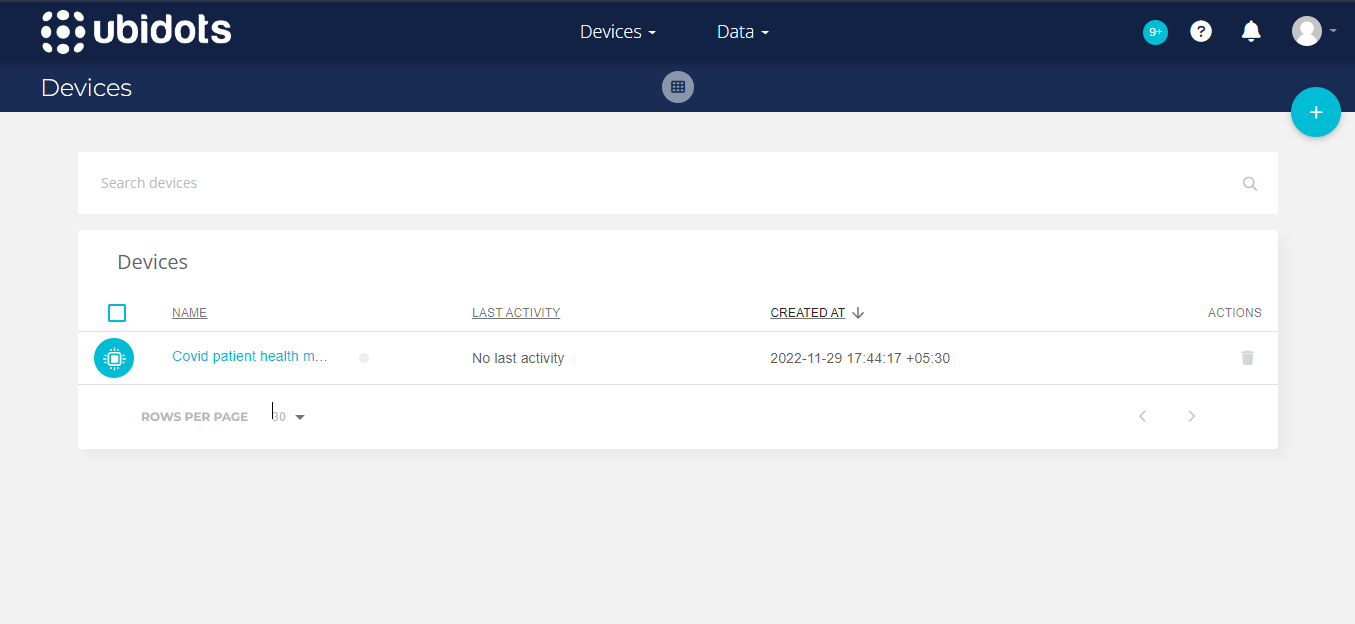 ubidots
Devices Data 9+ ?
Devices
+
Search devices
Devices
NAME LAST ACTIVITY CREATED AT ACTIONS
Covid patient health m... No last activity 2022-11-29 17:44:17 +05:30
ROWS PER PAGE 30